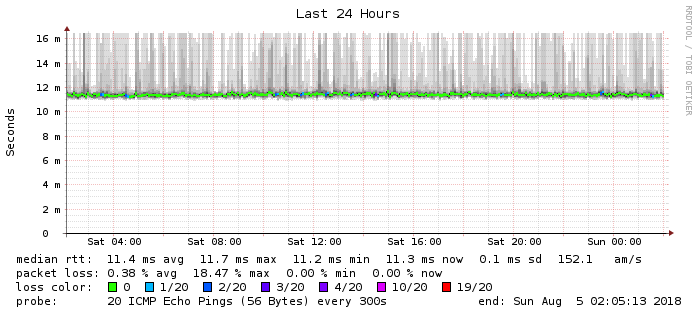 Last 24 Hours
RRDTOOL / TOBI OETIKER
Seconds
16 m
14 m
12 m
10 m
8 m
6 m
4 m
2 m
0
Sat 04:00 Sat 08:00 Sat 12:00 Sat 16:00 Sat 20:00 Sun 00:00
median rtt: 11.4 ms avg 11.7 ms max 11.2 ms min 11.3 ms now 0.1 ms sd 152.1 am/s
packet loss: 0.38 % avg 18.47 % max 0.00 % min 0.00 % now
loss color: 0 1/20 2/20 3/20 4/20 10/20 19/20
probe: 20 ICMP Echo Pings (56 Bytes) every 300s end: Sun Aug 5 02:05:13 2018